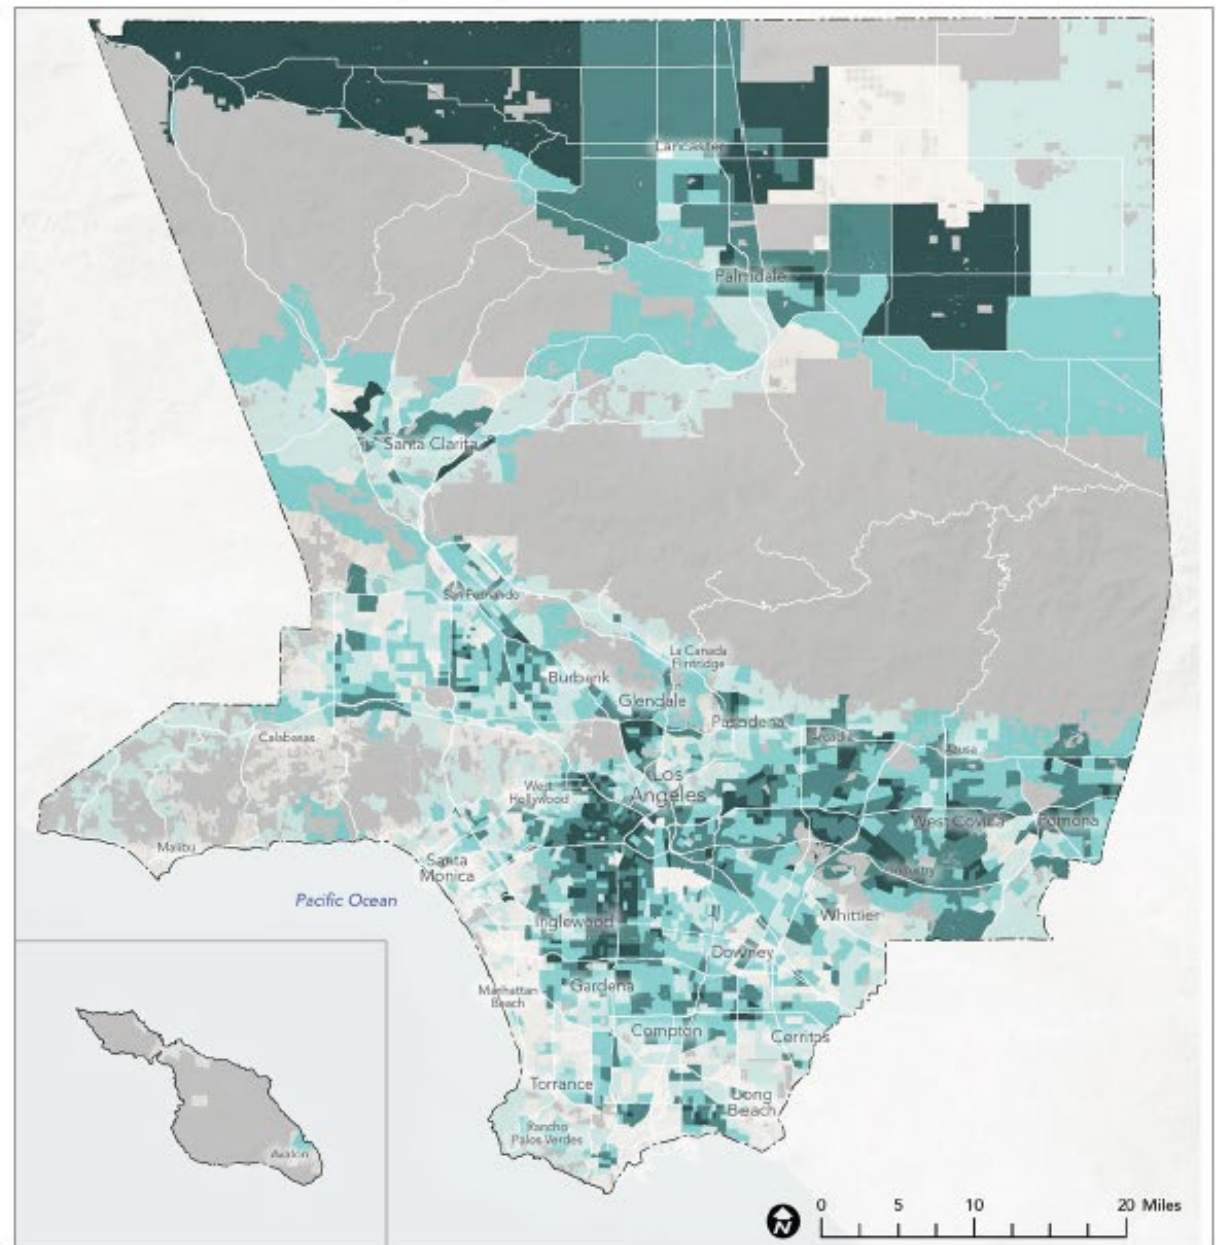 Lancaster
Palmdale
Santa Clarita
San Fernando
La Canada
Flintridge
Burbank
Glendale
Pasadena
Calabasas
Arcadia
Azusa
West
Hollywood
Los
Angeles
West Covina
Pomona
Malibu
Santa
Monica
Industry
Pacific Ocean
Inglewood
Whittier
Downey
Manhattan
Beach
Gardena
Compton
Cerritos
Torrance
Long
Beach
Rancho
Palos Verdes
Avalon
N
0 5 10 20 Miles